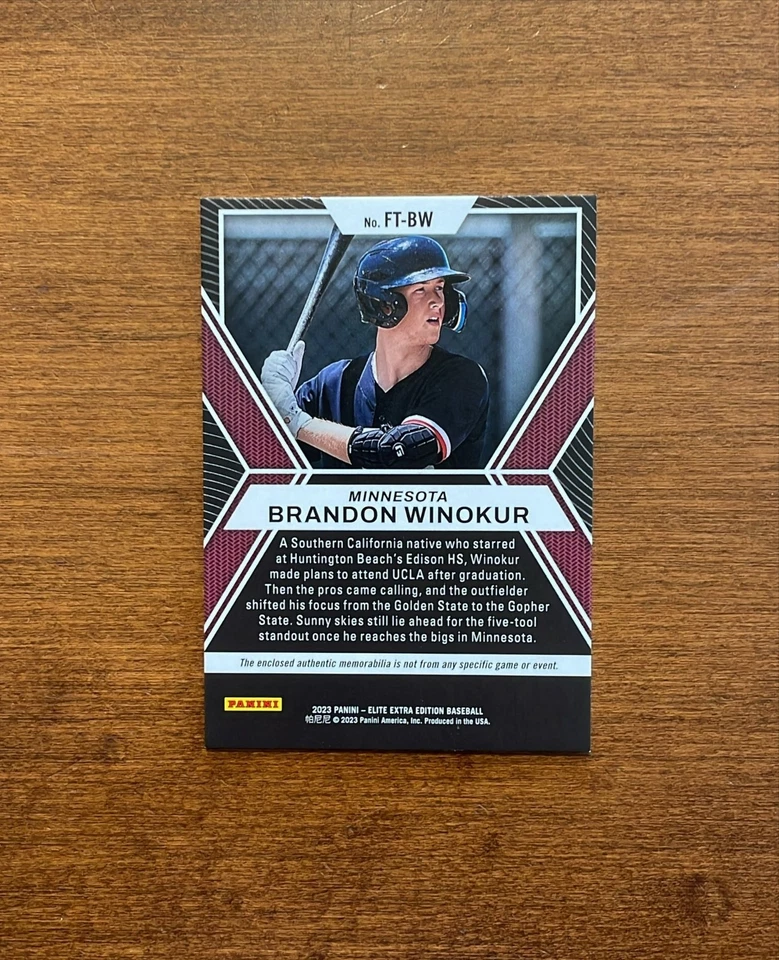 No. FT-BW
MINNESOTA
BRANDON WINOKUR
A Southern California native who starred
at Huntington Beach's Edison HS, Winokur
made plans to attend UCLA after graduation.
Then the pros came calling, and the outfielder
shifted his focus from the Golden State to the Gopher
State. Sunny skies still lie ahead for the five-tool
standout once he reaches the bigs in Minnesota.
The enclosed authentic memorabilia is not from any specific game or event.
PANINI
2023 PANINI – ELITE EXTRA EDITION BASEBALL
帕尼尼 © 2023 Panini America, Inc. Produced in the USA.